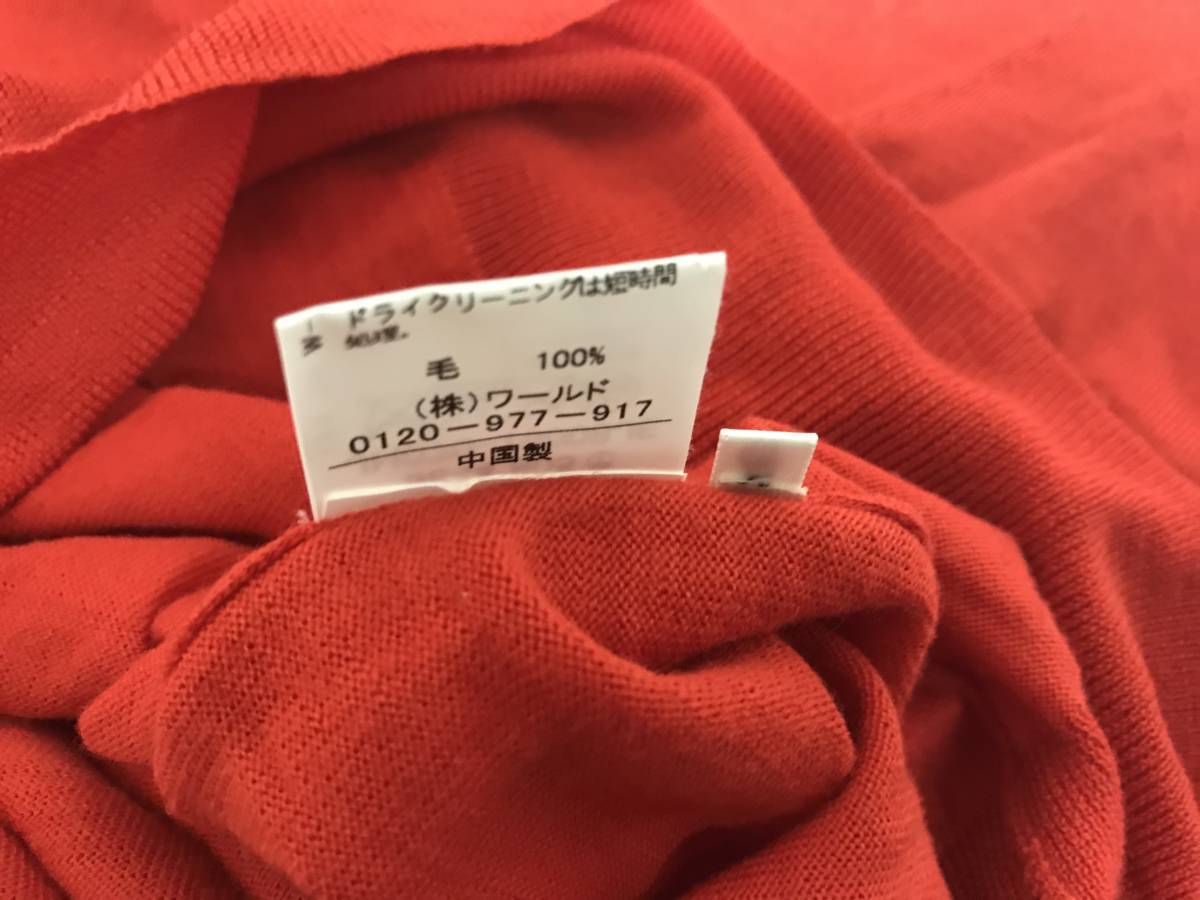 ドライクリーニングは短時間
処理。
毛 100%
(株)ワールド
0120-977-917
中国製